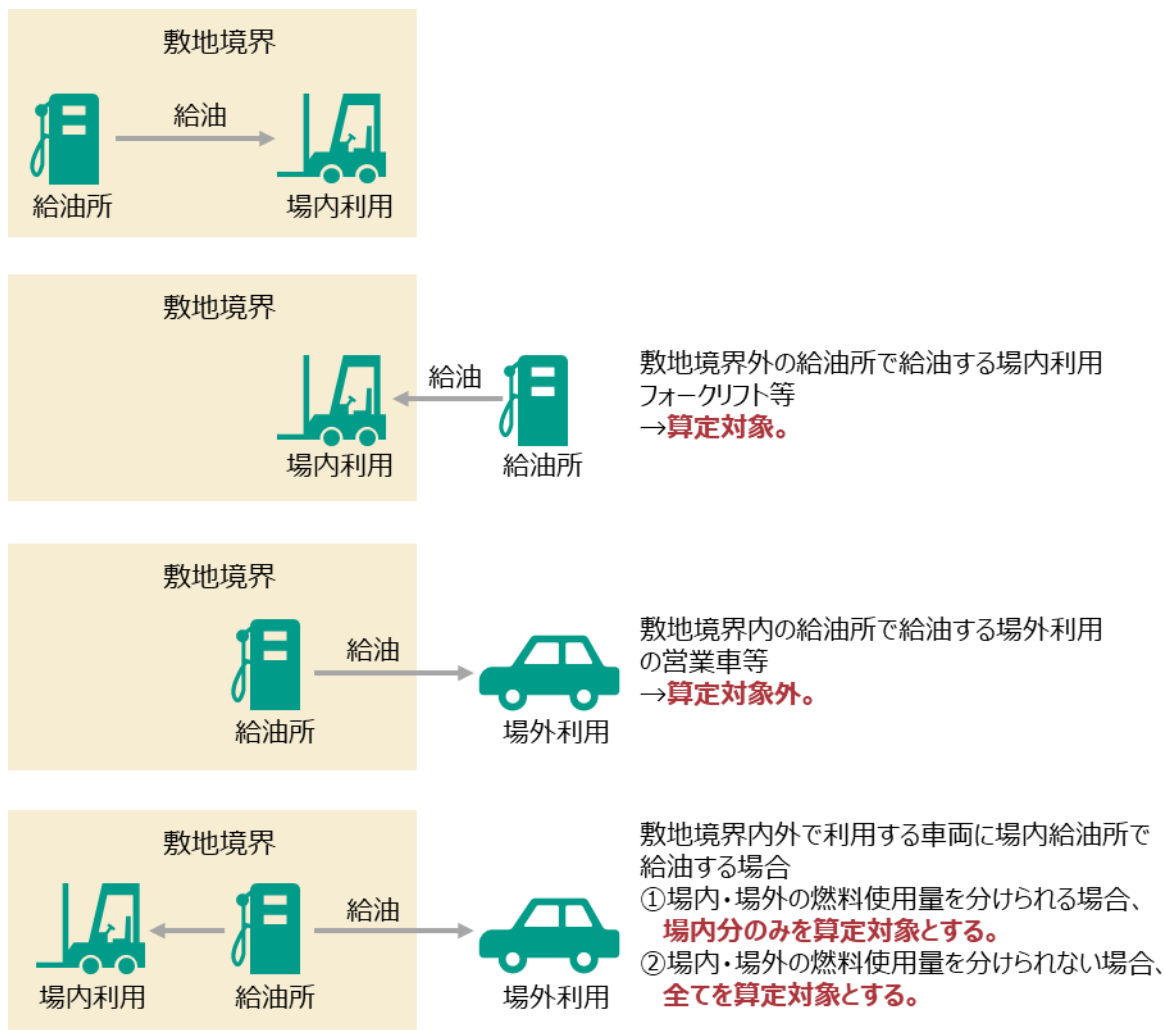 敷地境界
給油
給油所
場内利用
敷地境界
給油
場内利用
給油所
敷地境界外の給油所で給油する場内利用
フォークリフト等
→算定対象。
敷地境界
給油
給油所
場外利用
敷地境界内の給油所で給油する場外利用
の営業車等
→算定対象外。
敷地境界
給油
場内利用
給油所
場外利用
敷地境界内外で利用する車両に場内給油所で
給油する場合
①場内・場外の燃料使用量を分けられる場合、
場内分のみを算定対象とする。
②場内・場外の燃料使用量を分けられない場合、
全てを算定対象とする。